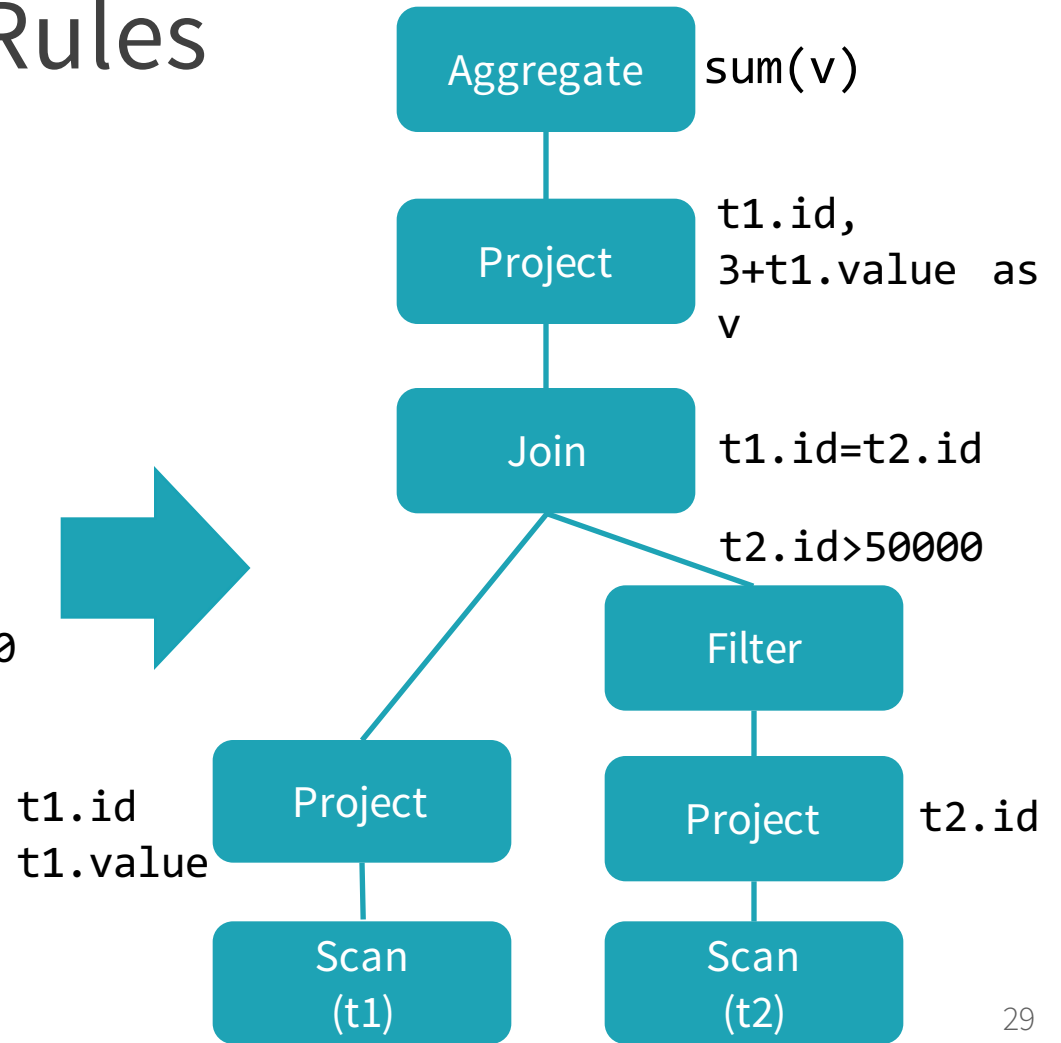 Rules
Aggregate
sum(v)
Project
t1.id,
3+t1.value as
v
Join
t1.id=t2.id
t2.id>50000
0
Filter
t1.id
t1.value
Project
Project
t2.id
Scan
(t1)
Scan
(t2)
29